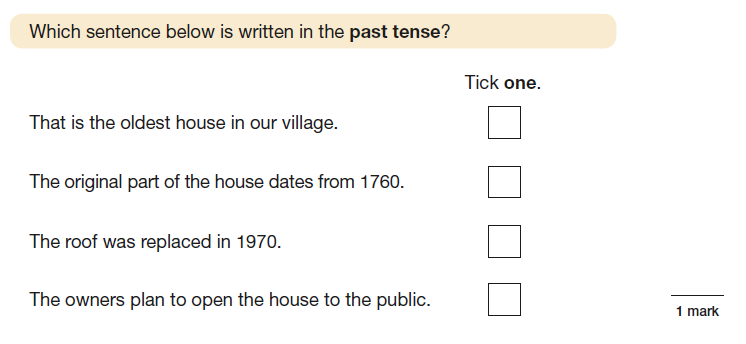 Which sentence below is written in the past tense?
Tick one.
That is the oldest house in our village.
The original part of the house dates from 1760.
The roof was replaced in 1970.
The owners plan to open the house to the public.
1 mark